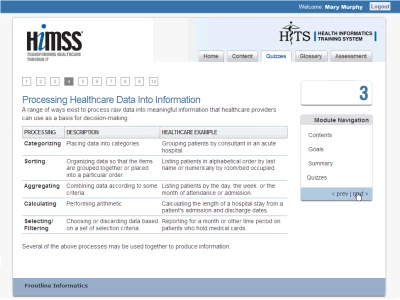 Welcome: Mary Murphy Logout
HiMSS
TRANSFORMING HEALTHCARE
THROUGH IT
HiTS HEALTH INFORMATICS
TRAINING SYSTEM
Home Content Quizzes Glossary Assessment
1 2 3 4 5 6 7 8 9 10
Processing Healthcare Data Into Information
A range of ways exist to process raw data into meaningful information that healthcare providers
can use as a basis for decision-making:
PROCESSING DESCRIPTION HEALTHCARE EXAMPLE
Categorizing Placing data into categories Grouping patients by consultant in an acute
hospital.
Sorting Organizing data so that the items Listing patients in alphabetical order by last
are grouped together or placed name or numerically by room/bed occupied.
into a particular order.
Aggregating Combining data according to some Listing patients by the day, the week, or the
criteria. month of attendance or admission.
Calculating Performing arithmetic Calculating the length of a hospital stay from a
patient's admission and discharge dates.
Selecting/ Choosing or discarding data based Reporting for a month or other time period on
Filtering on a set of selection criteria. patients who hold medical cards.
Several of the above processes may be used together to produce information.
3
Module Navigation
Contents
Goals
Summary
Quizzes
< prev | next >
Frontline Informatics